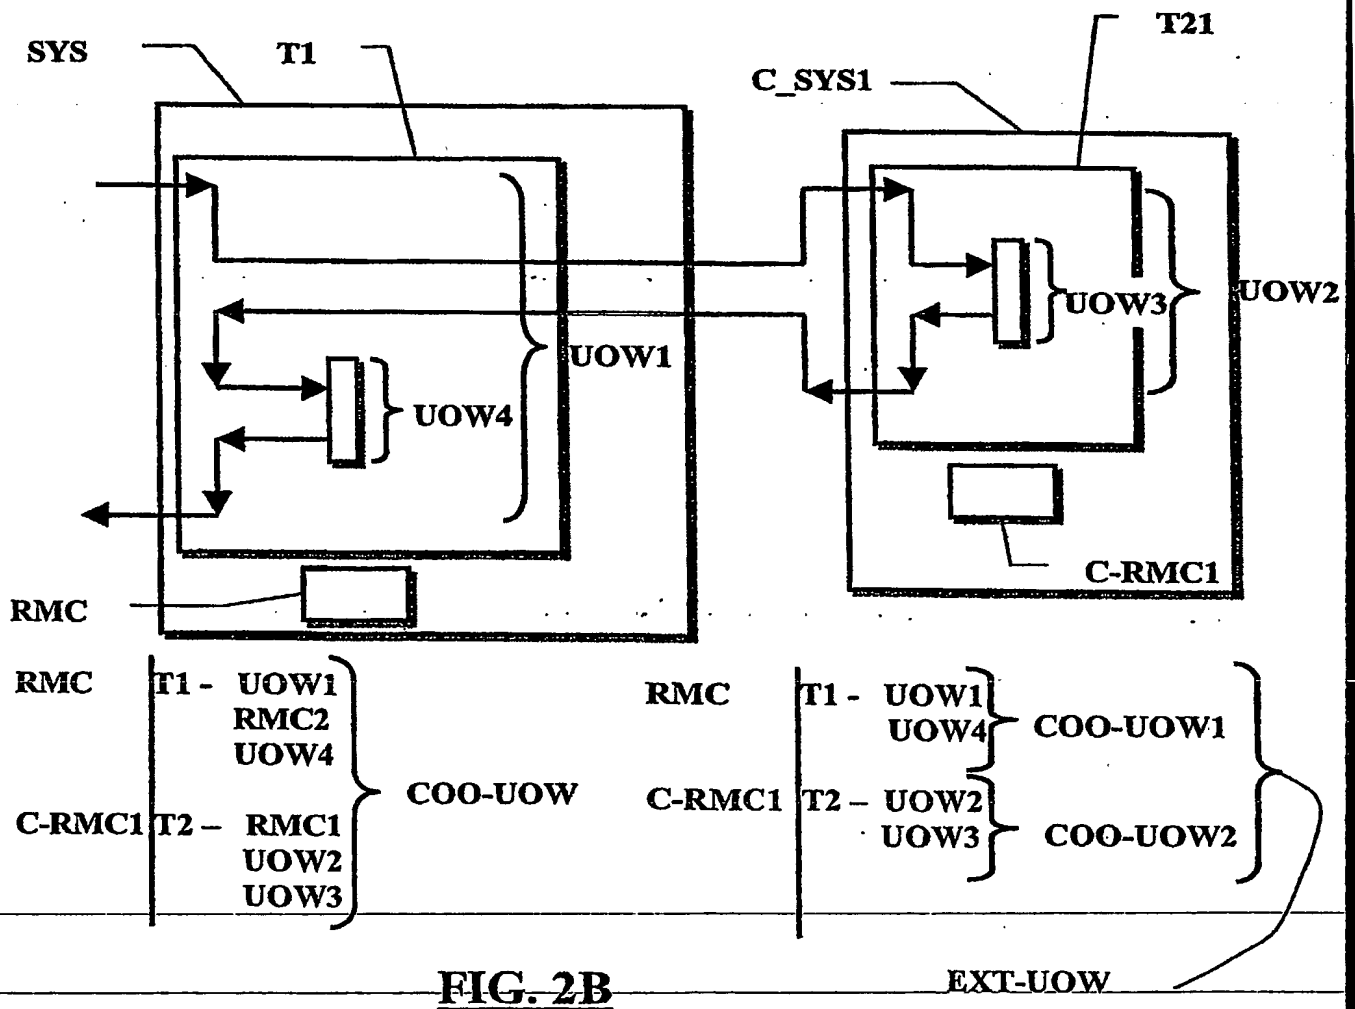 SYS
T1
C_SYS1
T21
UOW1
UOW4
UOW3
UOW2
RMC
C-RMC1
RMC T1 - UOW1
RMC2
UOW4
C-RMC1 T2 – RMC1
UOW2
UOW3
COO-UOW
RMC T1 - UOW1
UOW4
COO-UOW1
C-RMC1 T2 – UOW2
UOW3
COO-UOW2
EXT-UOW
FIG. 2B